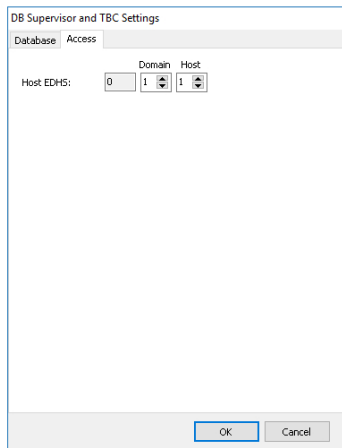 DB Supervisor and TBC Settings
Database Access
Domain Host
Host EDHS: 0 1 1
OK Cancel